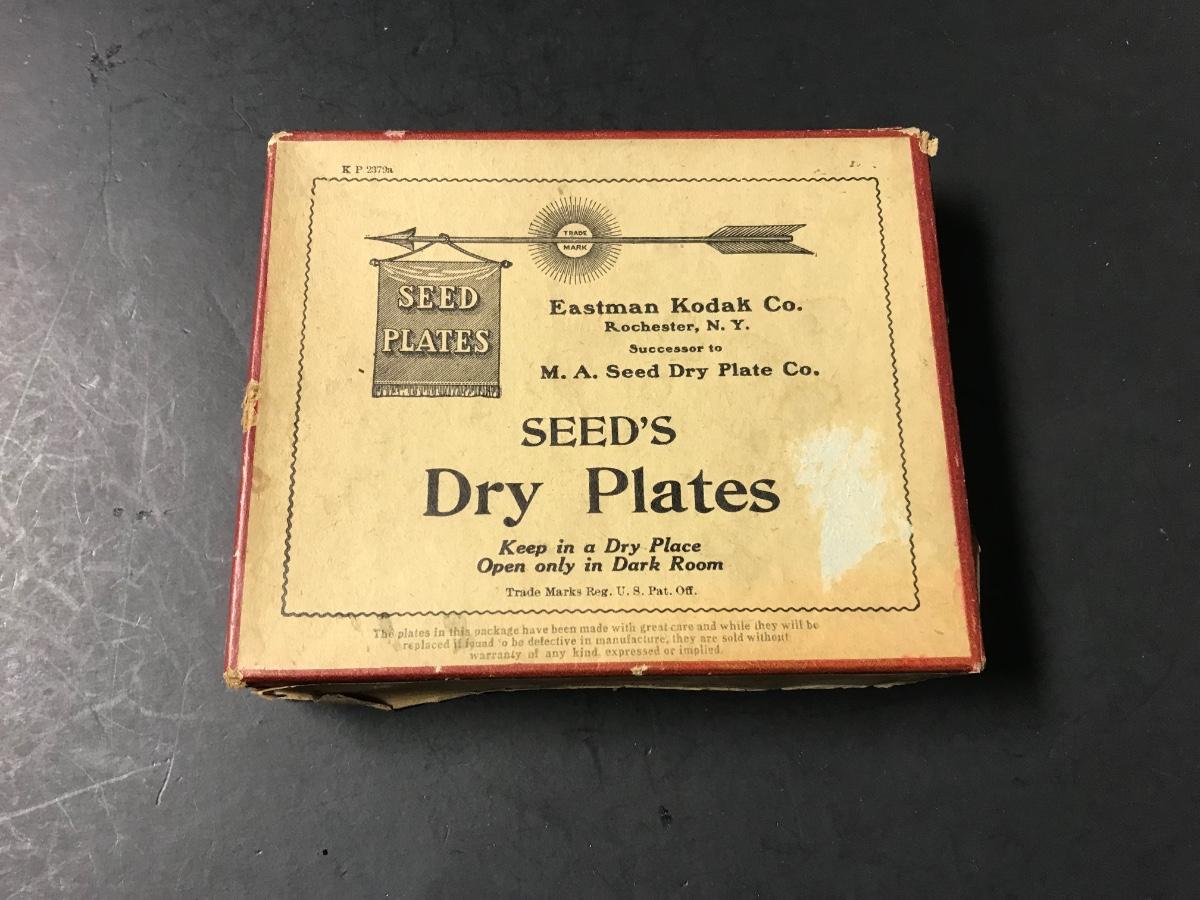 K P 2379a
TRADE
MARK
SEED
PLATES
Eastman Kodak Co.
Rochester, N. Y.
Successor to
M. A. Seed Dry Plate Co.
SEED'S
Dry Plates
Keep in a Dry Place
Open only in Dark Room
Trade Marks Reg. U. S. Pat. Off.
The plates in this package have been made with great care and while they will be
replaced if found to be defective in manufacture, they are sold without
warranty of any kind, expressed or implied.